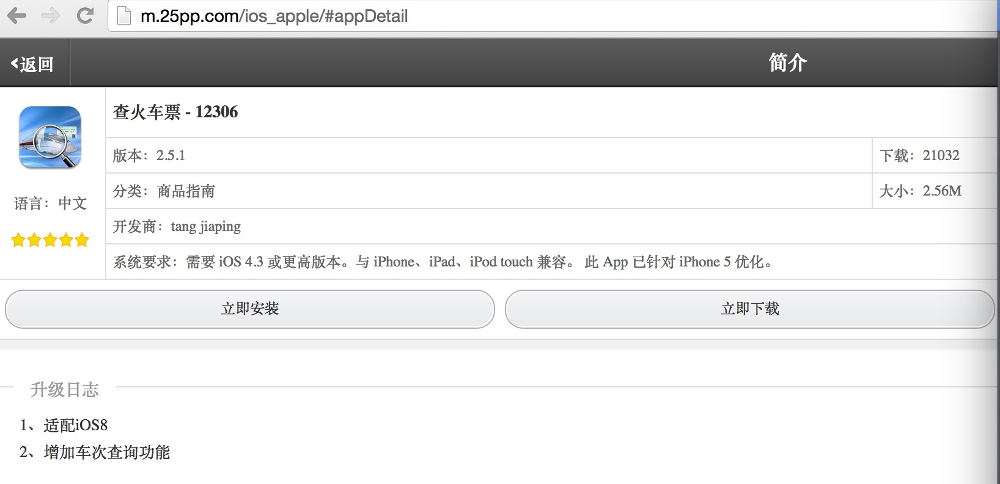 m.25pp.com/ios_apple/#appDetail
返回
简介
查火车票 - 12306
版本：2.5.1
下载：21032
分类：商品指南
大小：2.56M
语言：中文
开发商：tang jiaping
系统要求：需要 iOS 4.3 或更高版本。与 iPhone、iPad、iPod touch 兼容。 此 App 已针对 iPhone 5 优化。
立即安装
立即下载
升级日志
1、适配iOS8
2、增加车次查询功能